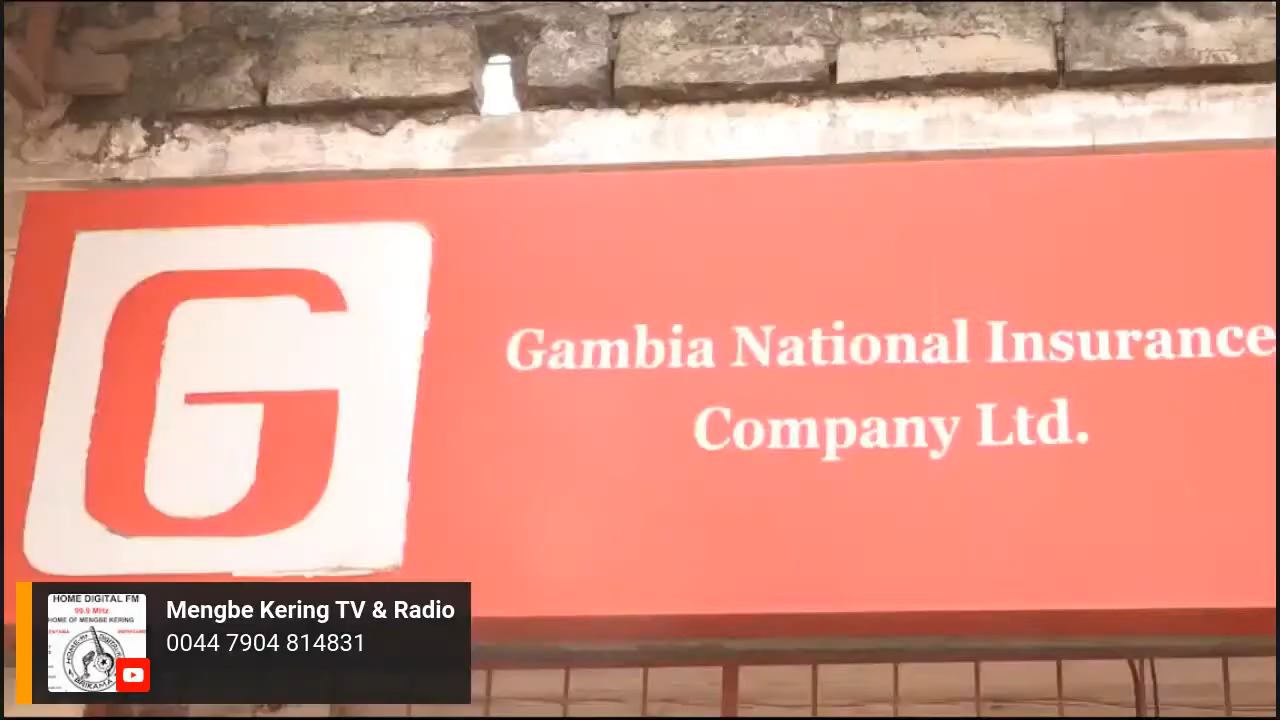 G
Gambia National Insurance
Company Ltd.
HOME DIGITAL FM
99.9 MHz
HOME OF MENGBE KERING
Mengbe Kering TV & Radio
0044 7904 814831